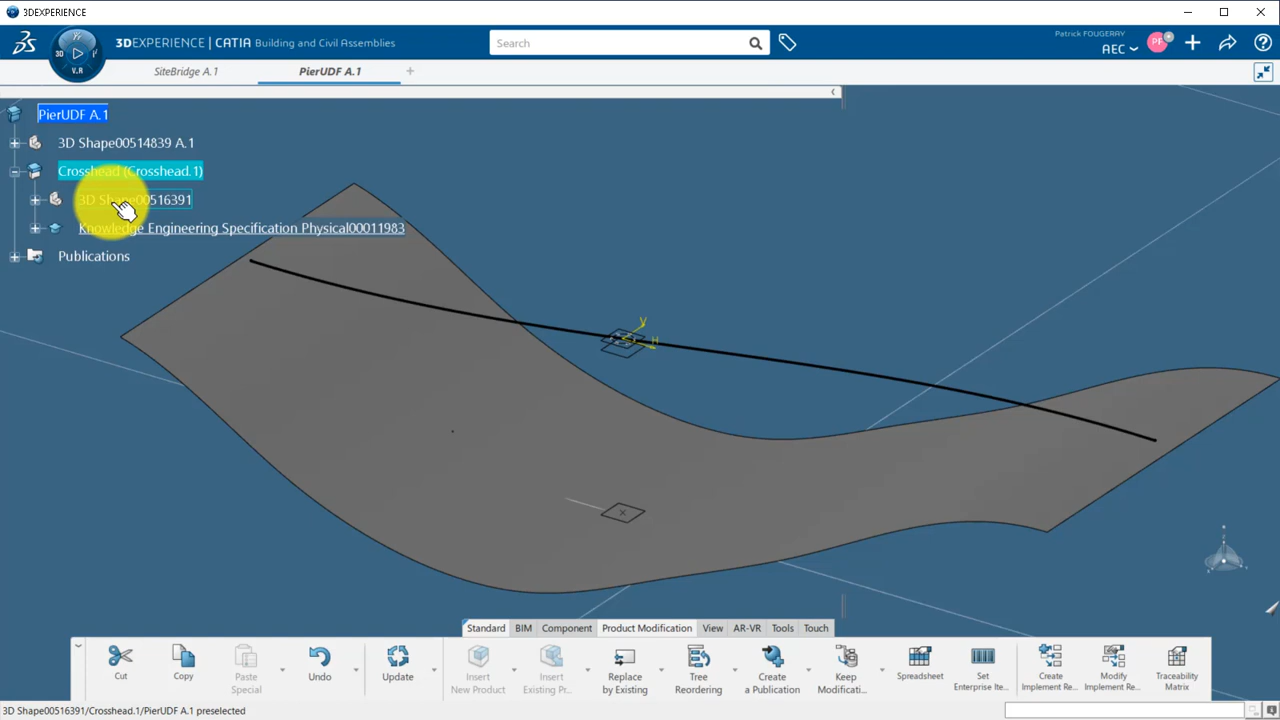 3DEXPERIENCE
3DEXPERIENCE | CATIA Building and Civil Assemblies
Search
Patrick FOUGERAY
AEC
PF
3D
V.R
SiteBridge A.1
PierUDF A.1
PierUDF A.1
3D Shape00514839 A.1
Crosshead (Crosshead.1)
3D Shape00516391
Knowledge Engineering Specification Physical00011983
Publications
V
H
Standard BIM Component Product Modification View AR-VR Tools Touch
Cut
Copy
Paste Special
Undo
Update
Insert New Product
Insert Existing Pr...
Replace by Existing
Tree Reordering
Create a Publication
Keep Modificati...
Spreadsheet
Set Enterprise Ite...
Create Implement Re...
Modify Implement Re...
Traceability Matrix
3D Shape00516391/Crosshead.1/PierUDF A.1 preselected